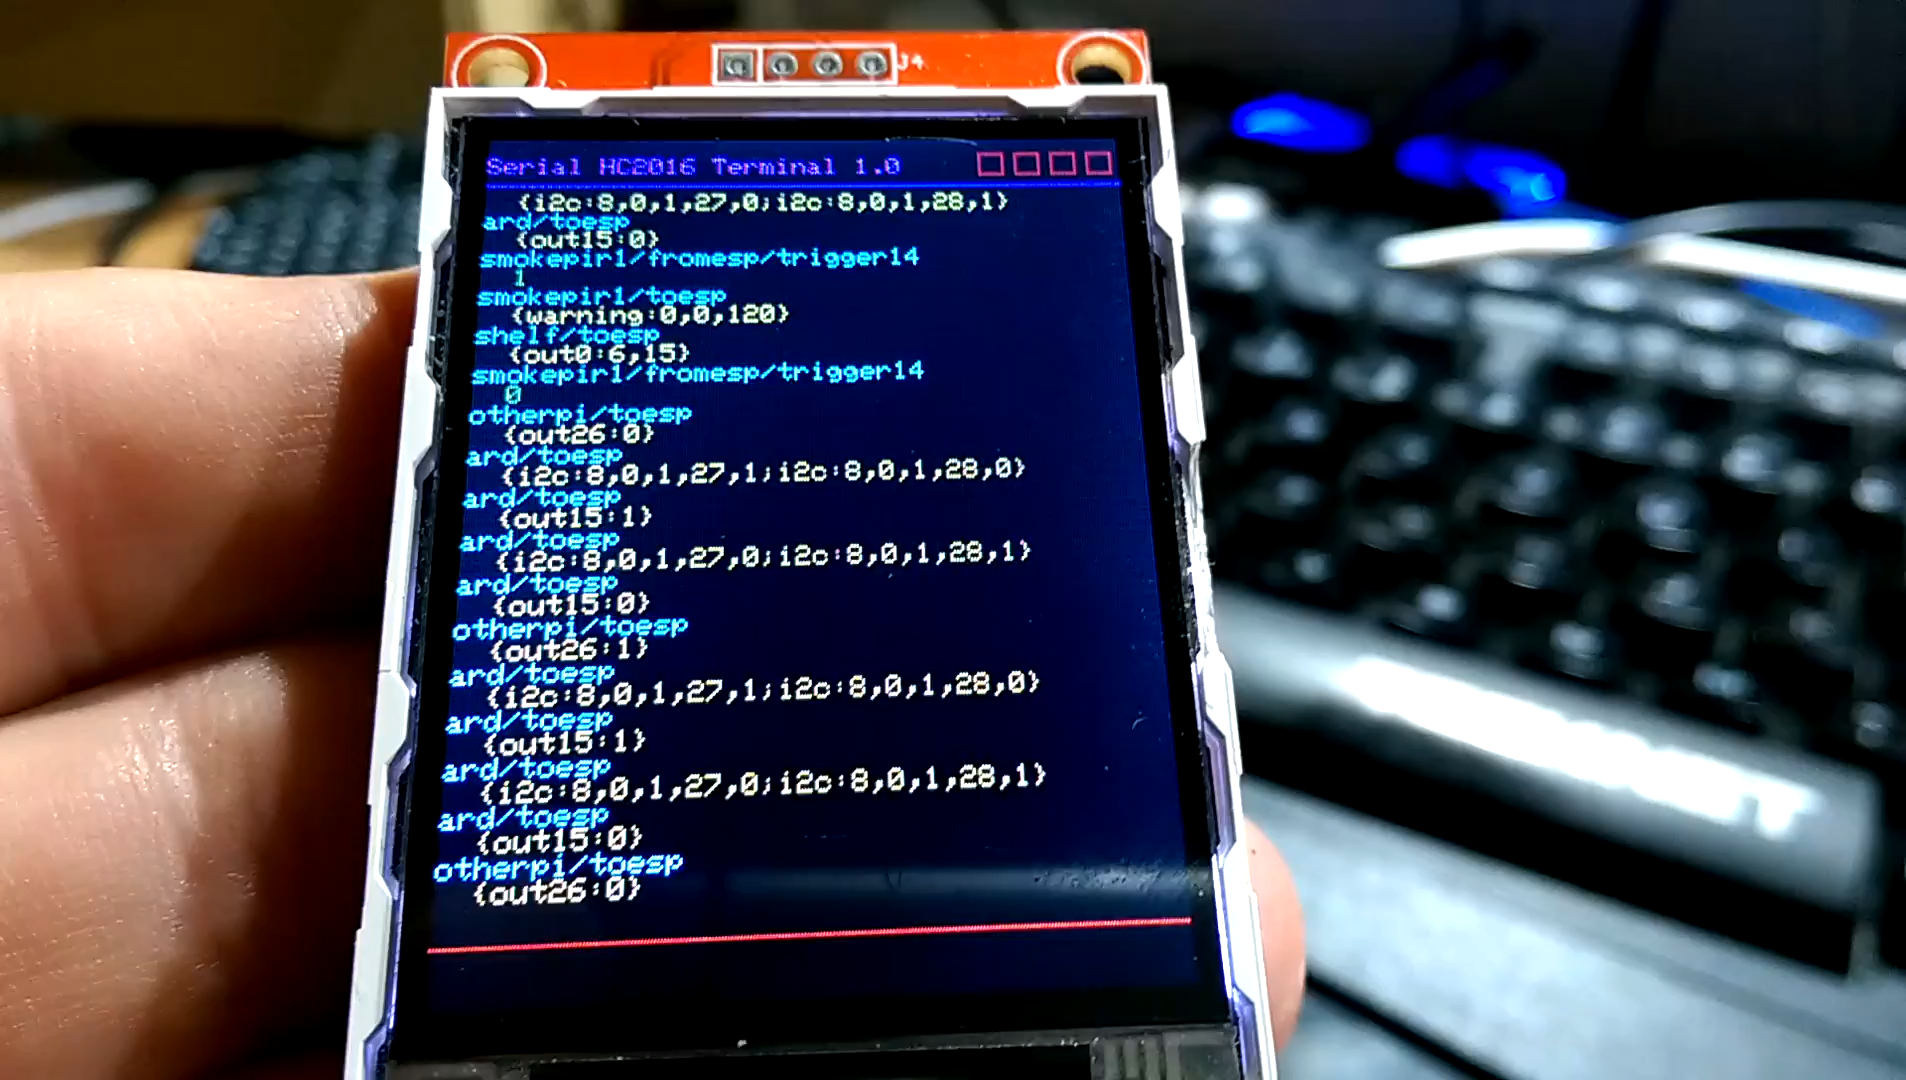 J4
Serial HC2016 Terminal 1.0
{i2c:8,0,1,27,0;i2c:8,0,1,28,1}
ard/toesp
{out15:0}
smokepir1/fromesp/trigger14
1
smokepir1/toesp
{warning:0,0,120}
shelf/toesp
{out0:6,15}
smokepir1/fromesp/trigger14
0
otherpi/toesp
{out26:0}
ard/toesp
{i2c:8,0,1,27,1;i2c:8,0,1,28,0}
ard/toesp
{out15:1}
ard/toesp
{i2c:8,0,1,27,0;i2c:8,0,1,28,1}
ard/toesp
{out15:0}
otherpi/toesp
{out26:1}
ard/toesp
{i2c:8,0,1,27,1;i2c:8,0,1,28,0}
ard/toesp
{out15:1}
ard/toesp
{i2c:8,0,1,27,0;i2c:8,0,1,28,1}
ard/toesp
{out15:0}
otherpi/toesp
{out26:0}